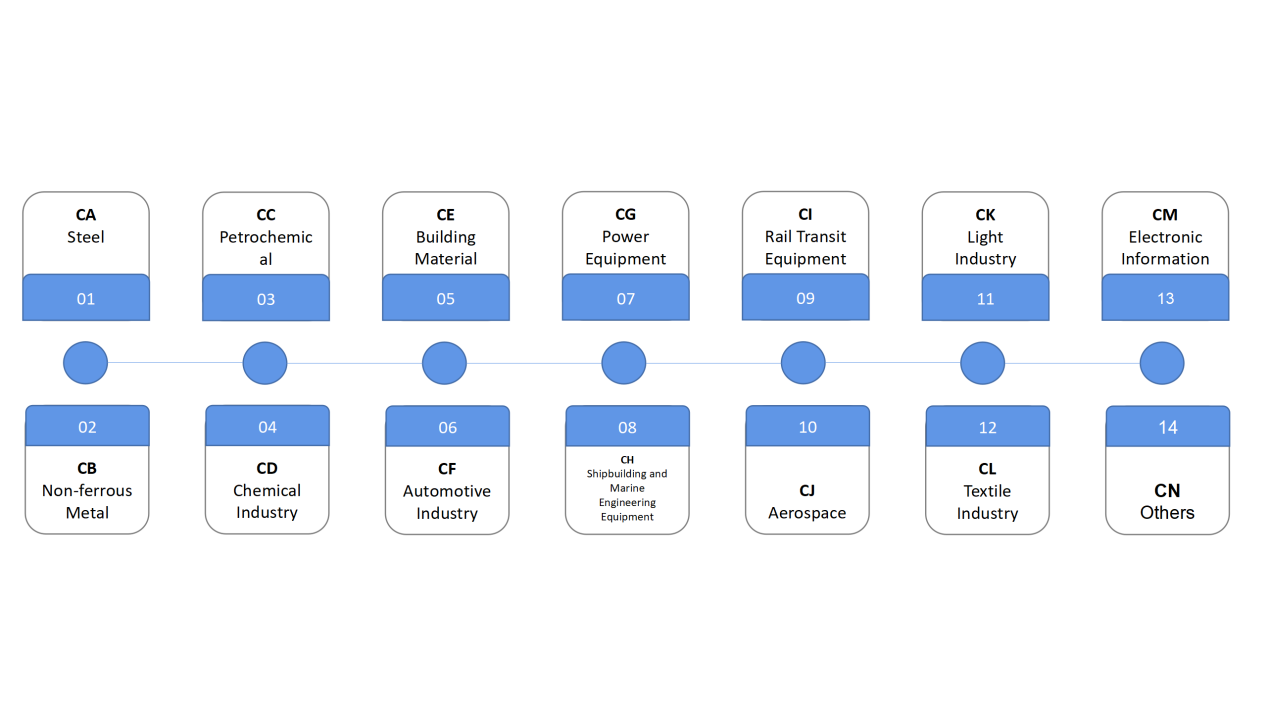 CA
Steel
01
CC
Petrochemic
al
03
CE
Building
Material
05
CG
Power
Equipment
07
CI
Rail Transit
Equipment
09
CK
Light
Industry
11
CM
Electronic
Information
13
02
CB
Non-ferrous
Metal
04
CD
Chemical
Industry
06
CF
Automotive
Industry
08
CH
Shipbuilding and
Marine
Engineering
Equipment
10
CJ
Aerospace
12
CL
Textile
Industry
14
CN
Others